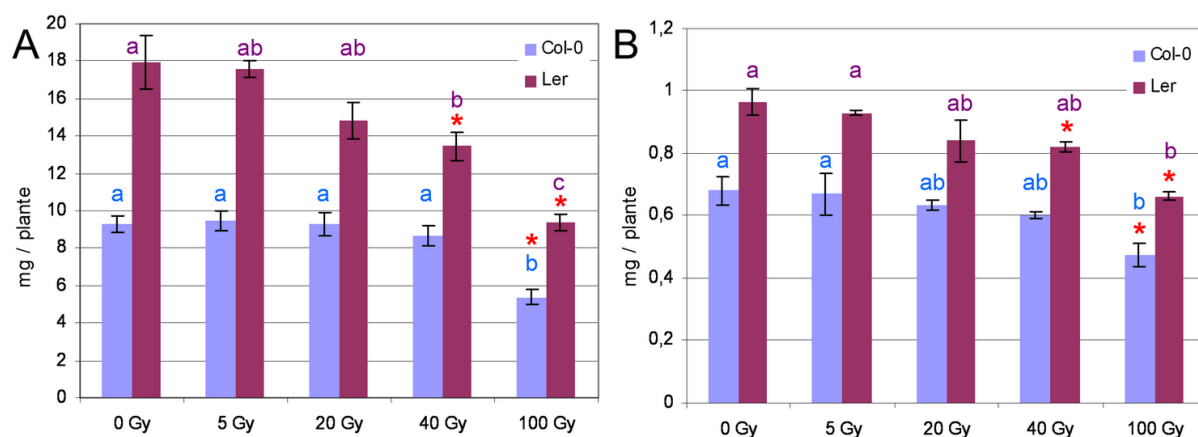 A
mg / plante
20
18
16
14
12
10
8
6
4
2
0
Col-0
Ler
a ab ab b * c *
a a a a * b
0 Gy 5 Gy 20 Gy 40 Gy 100 Gy
B
mg / plante
1,2
1
0,8
0,6
0,4
0,2
0
Col-0
Ler
a a ab ab * b *
a a ab ab b *
0 Gy 5 Gy 20 Gy 40 Gy 100 Gy